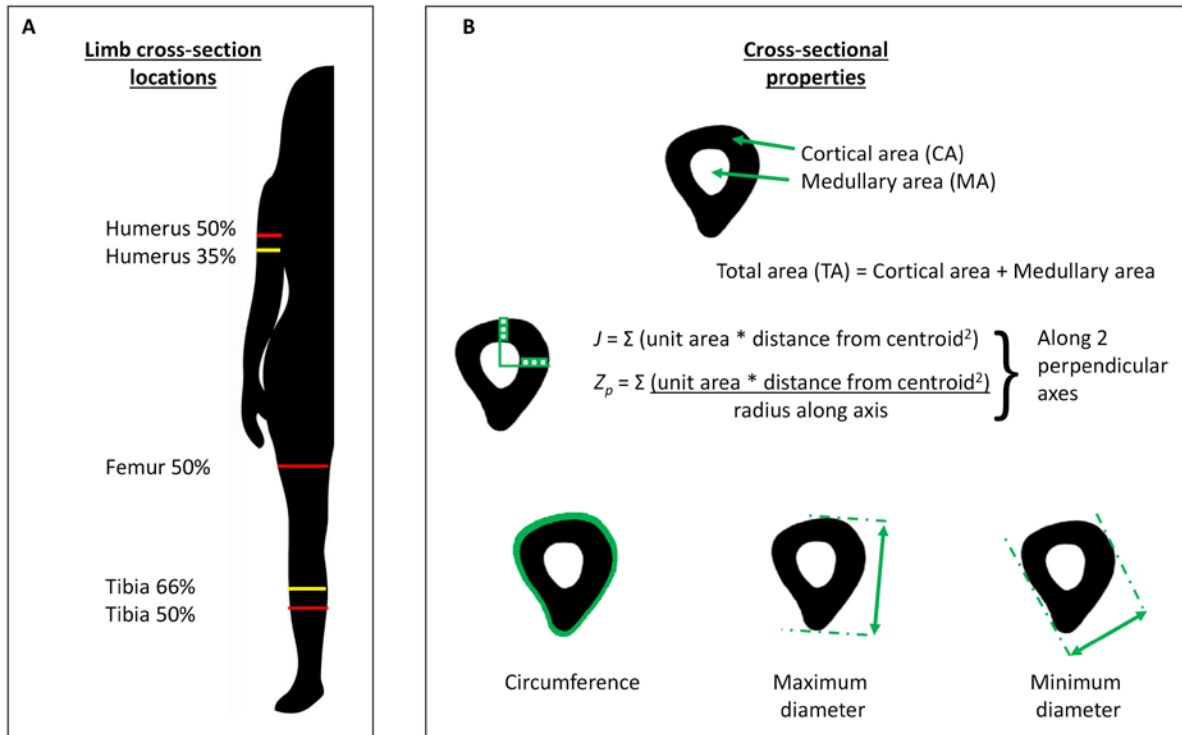 A
Limb cross-section
locations
Humerus 50%
Humerus 35%
Femur 50%
Tibia 66%
Tibia 50%
B
Cross-sectional
properties
Cortical area (CA)
Medullary area (MA)
Total area (TA) = Cortical area + Medullary area
J = Σ (unit area * distance from centroid²)
Zₚ = Σ (unit area * distance from centroid²)
radius along axis
}
Along 2
perpendicular
axes
Circumference
Maximum
diameter
Minimum
diameter